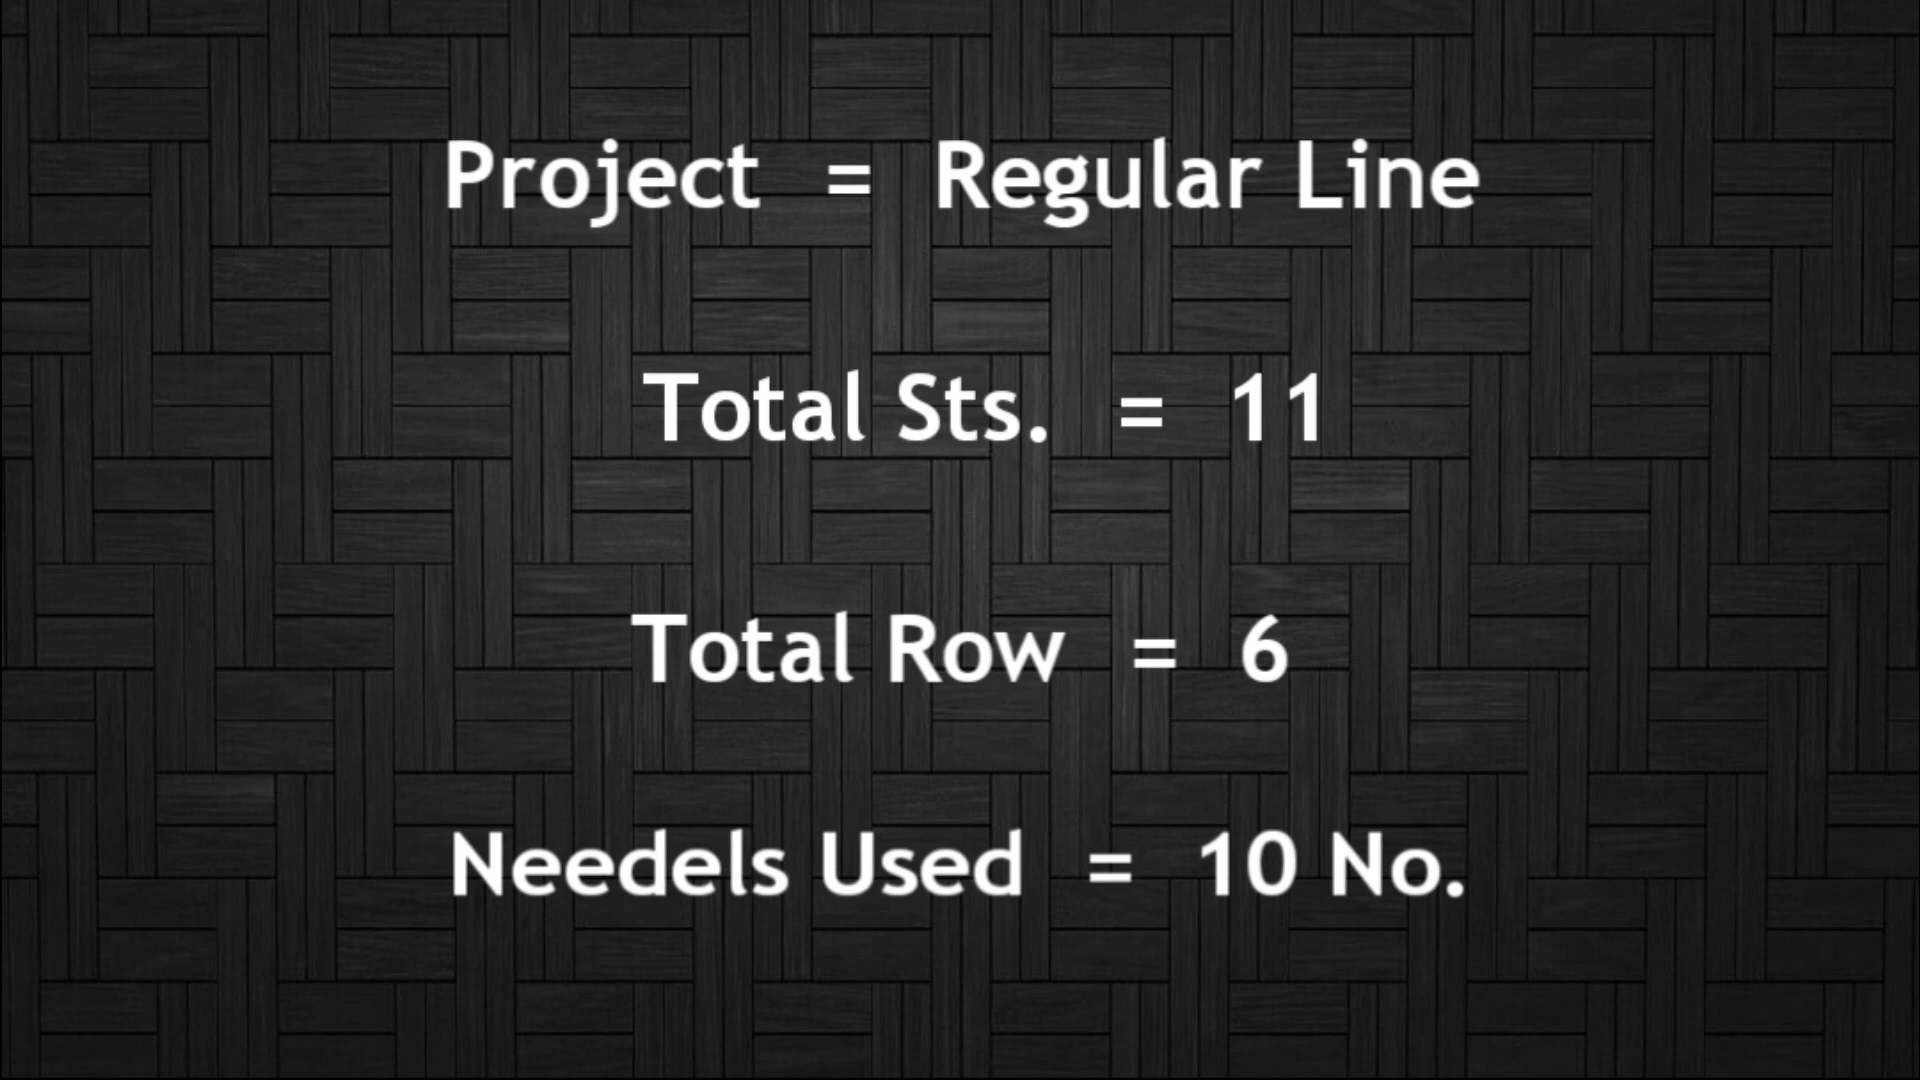 Project = Regular Line
Total Sts. = 11
Total Row = 6
Needels Used = 10 No.